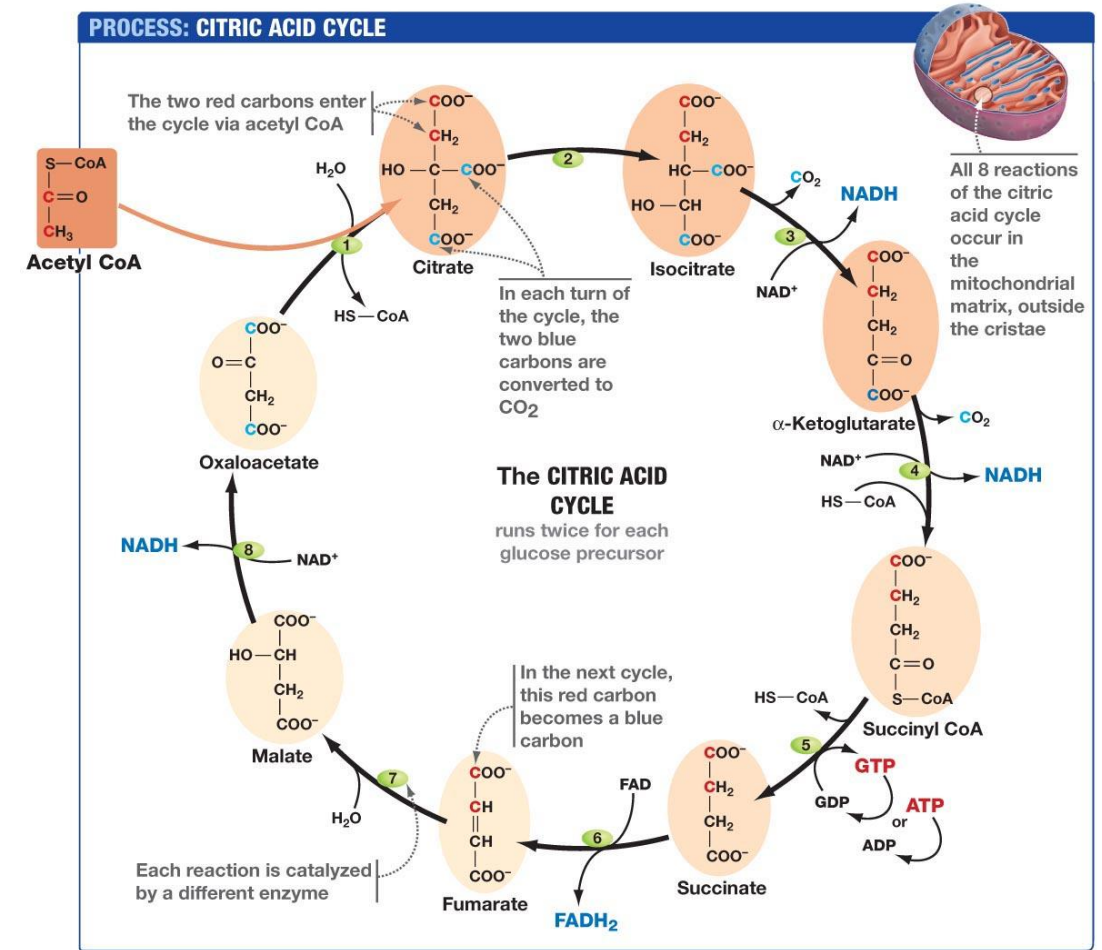 PROCESS: CITRIC ACID CYCLE
The two red carbons enter
the cycle via acetyl CoA
S—CoA
C=O
CH₃
Acetyl CoA
H₂O
1
HS—CoA
COO⁻
CH₂
HO—C—COO⁻
CH₂
COO⁻
Citrate
In each turn of
the cycle, the
two blue
carbons are
converted to
CO₂
2
COO⁻
CH₂
HC—COO⁻
HO—CH
COO⁻
Isocitrate
CO₂
NADH
3
NAD⁺
All 8 reactions
of the citric
acid cycle
occur in
the
mitochondrial
matrix, outside
the cristae
COO⁻
CH₂
CH₂
C=O
COO⁻
α-Ketoglutarate
CO₂
NAD⁺
4
NADH
HS—CoA
COO⁻
CH₂
CH₂
C=O
S—CoA
Succinyl CoA
HS—CoA
5
GTP
GDP
or
ATP
ADP
COO⁻
CH₂
CH₂
COO⁻
Succinate
FAD
6
FADH₂
In the next cycle,
this red carbon
becomes a blue
carbon
COO⁻
CH
CH
COO⁻
Fumarate
7
H₂O
Each reaction is catalyzed
by a different enzyme
COO⁻
HO—CH
CH₂
COO⁻
Malate
NADH
8
NAD⁺
COO⁻
O=C
CH₂
COO⁻
Oxaloacetate
The CITRIC ACID
CYCLE
runs twice for each
glucose precursor